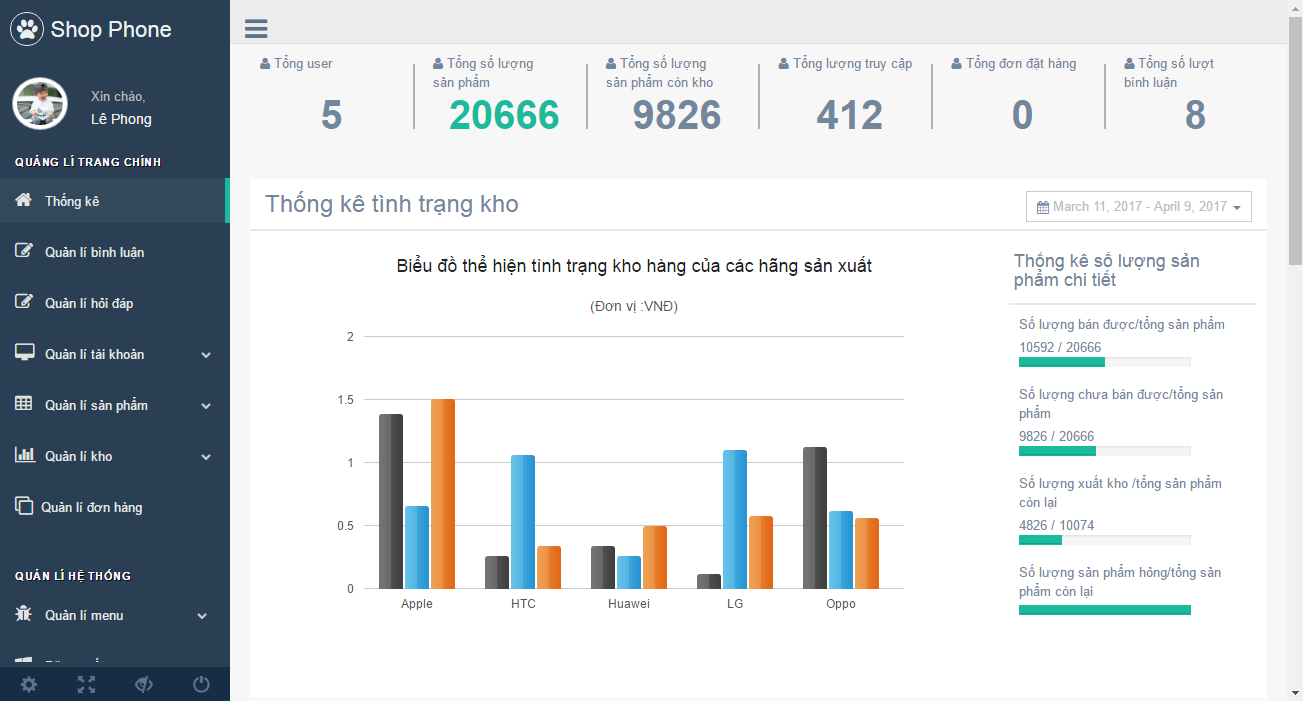 Shop Phone
Xin chào,
Lê Phong
QUẢNG LÍ TRANG CHÍNH
Thống kê
Quản lí bình luận
Quản lí hỏi đáp
Quản lí tài khoản
Quản lí sản phẩm
Quản lí kho
Quản lí đơn hàng
QUẢN LÍ HỆ THỐNG
Quản lí menu
Tổng user
5
Tổng số lượng
sản phẩm
20666
Tổng số lượng
sản phẩm còn kho
9826
Tổng lượng truy cập
412
Tổng đơn đặt hàng
0
Tổng số lượt
bình luận
8
Thống kê tình trạng kho
March 11, 2017 - April 9, 2017
Biểu đồ thể hiện tình trạng kho hàng của các hãng sản xuất
(Đơn vị :VNĐ)
2
1.5
1
0.5
0
Apple
HTC
Huawei
LG
Oppo
Thống kê số lượng sản
phẩm chi tiết
Số lượng bán được/tổng sản phẩm
10592 / 20666
Số lượng chưa bán được/tổng sản
phẩm
9826 / 20666
Số lượng xuất kho /tổng sản phẩm
còn lại
4826 / 10074
Số lượng sản phẩm hỏng/tổng sản
phẩm còn lại